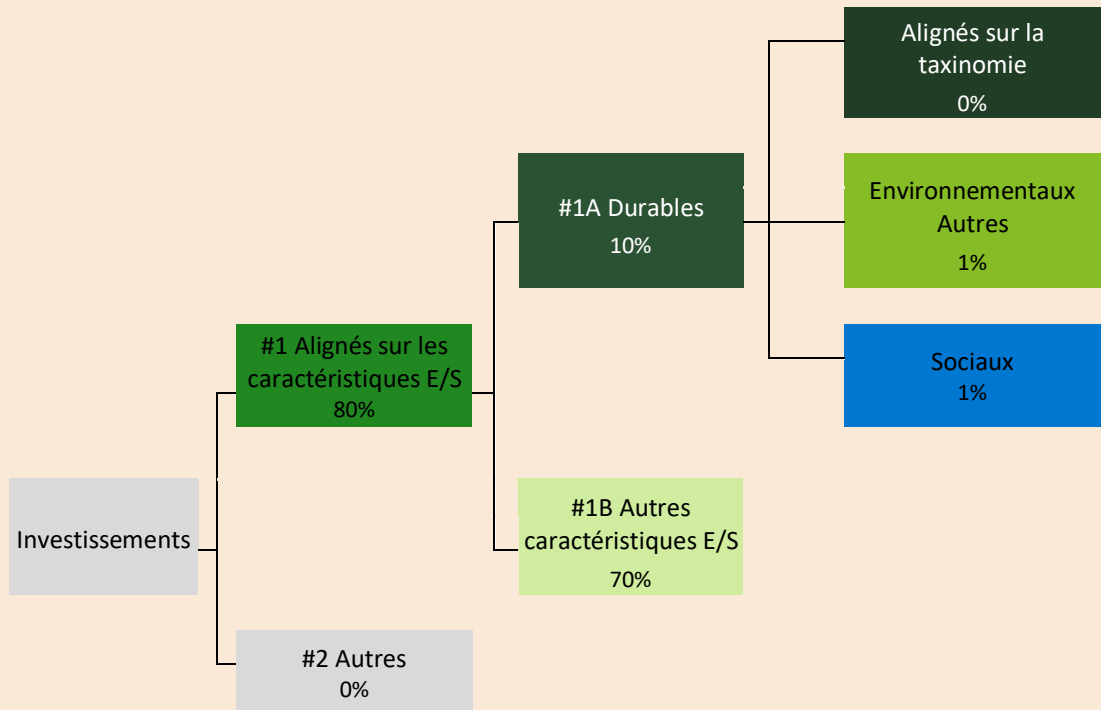 Investissements
#1 Alignés sur les
caractéristiques E/S
80%
#2 Autres
0%
#1A Durables
10%
#1B Autres
caractéristiques E/S
70%
Alignés sur la
taxinomie
0%
Environnementaux
Autres
1%
Sociaux
1%